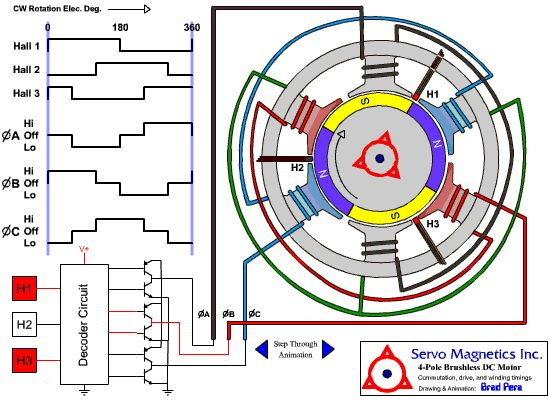 CW Rotation Elec. Deg.
0 180 360
Hall 1
Hall 2
Hall 3
Hi
ØA Off
Lo
Hi
ØB Off
Lo
Hi
ØC Off
Lo
V+
H1
H2
H3
Decoder Circuit
ØA ØB ØC
Step Through
Animation
H1
H2
H3
S
N
S
N
Servo Magnetics Inc.
4-Pole Brushless DC Motor
Commutation, drive, and winding timings
Drawing & Animation: Brad Pera